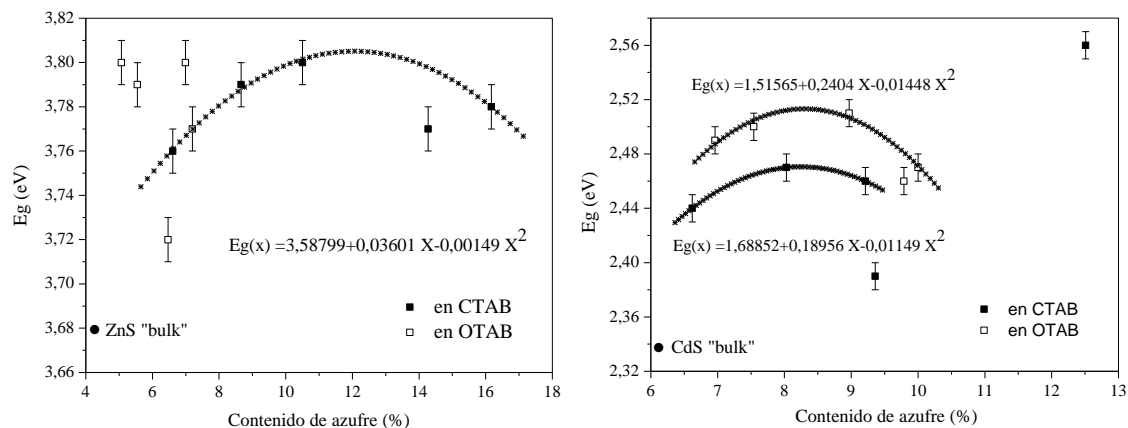 3,82
3,80
3,78
3,76
3,74
3,72
3,70
3,68
3,66
Eg (eV)
Eg(x) =3,58799+0,03601 X-0,00149 X2
en CTAB
en OTAB
ZnS "bulk"
4 6 8 10 12 14 16 18
Contenido de azufre (%)
2,56
2,52
2,48
2,44
2,40
2,36
2,32
Eg (eV)
Eg(x) =1,51565+0,2404 X-0,01448 X2
Eg(x) =1,68852+0,18956 X-0,01149 X2
en CTAB
en OTAB
CdS "bulk"
6 7 8 9 10 11 12 13
Contenido de azufre (%)